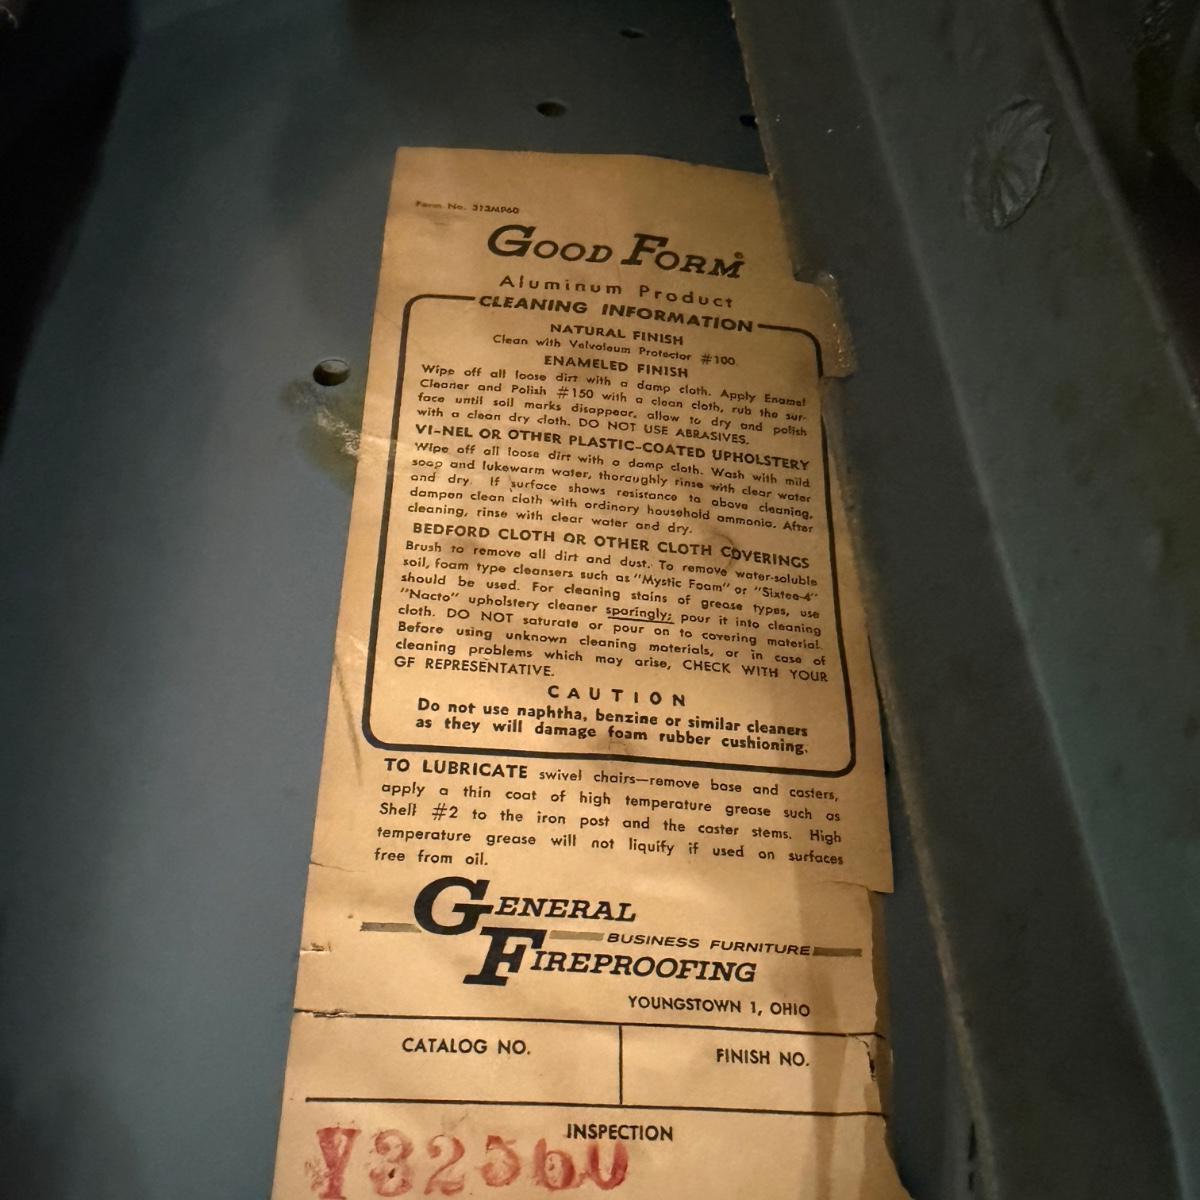 Form No. 313MR60
GOOD FORM®
Aluminum Product
CLEANING INFORMATION
NATURAL FINISH
Clean with Velvoleum Protector #100
ENAMELED FINISH
Wipe off all loose dirt with a damp cloth. Apply Enamel
Cleaner and Polish #150 with a clean cloth, rub the sur-
face until soil marks disappear, allow to dry and polish
with a clean dry cloth. DO NOT USE ABRASIVES.
VI-NEL OR OTHER PLASTIC-COATED UPHOLSTERY
Wipe off all loose dirt with a damp cloth. Wash with mild
soap and lukewarm water, thoroughly rinse with clear water
and dry. If surface shows resistance to above cleaning,
dampen clean cloth with ordinary household ammonia. After
cleaning, rinse with clear water and dry.
BEDFORD CLOTH OR OTHER CLOTH COVERINGS
Brush to remove all dirt and dust. To remove water-soluble
soil, foam type cleansers such as "Mystic Foam" or "Sixtee-4"
should be used. For cleaning stains of grease types, use
"Nacto" upholstery cleaner sparingly; pour it into cleaning
cloth. DO NOT saturate or pour on to covering material.
Before using unknown cleaning materials, or in case of
cleaning problems which may arise, CHECK WITH YOUR
GF REPRESENTATIVE.
CAUTION
Do not use naphtha, benzine or similar cleaners
as they will damage foam rubber cushioning.
TO LUBRICATE swivel chairs—remove base and casters,
apply a thin coat of high temperature grease such as
Shell #2 to the iron post and the caster stems. High
temperature grease will not liquify if used on surfaces
free from oil.
GENERAL
BUSINESS FURNITURE
FIREPROOFING
YOUNGSTOWN 1, OHIO
CATALOG NO. FINISH NO.
INSPECTION
Y32560